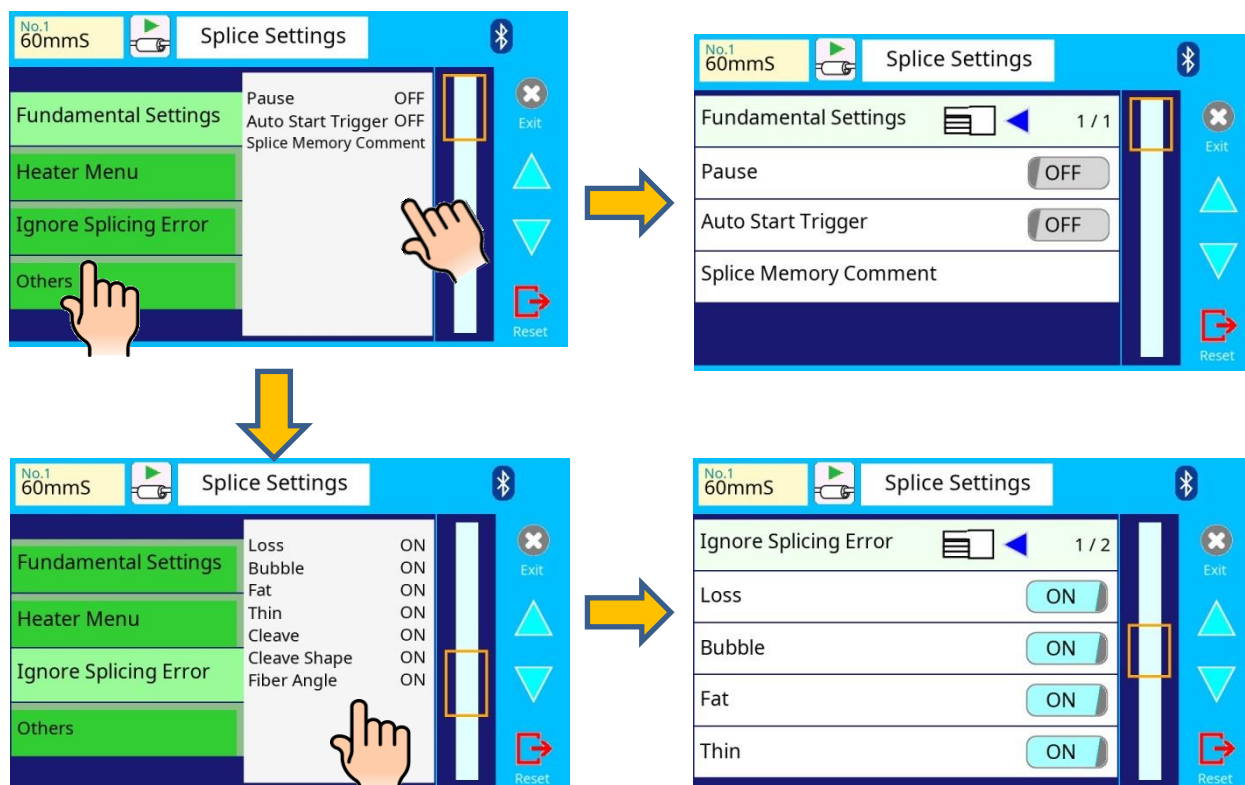 No.1
60mmS
Splice Settings
Fundamental Settings
Heater Menu
Ignore Splicing Error
Others
Pause OFF
Auto Start Trigger OFF
Splice Memory Comment
Exit
Reset
No.1
60mmS
Splice Settings
Fundamental Settings 1 / 1
Pause OFF
Auto Start Trigger OFF
Splice Memory Comment
Exit
Reset
No.1
60mmS
Splice Settings
Fundamental Settings
Heater Menu
Ignore Splicing Error
Others
Loss ON
Bubble ON
Fat ON
Thin ON
Cleave ON
Cleave Shape ON
Fiber Angle ON
Exit
Reset
No.1
60mmS
Splice Settings
Ignore Splicing Error 1 / 2
Loss ON
Bubble ON
Fat ON
Thin ON
Exit
Reset